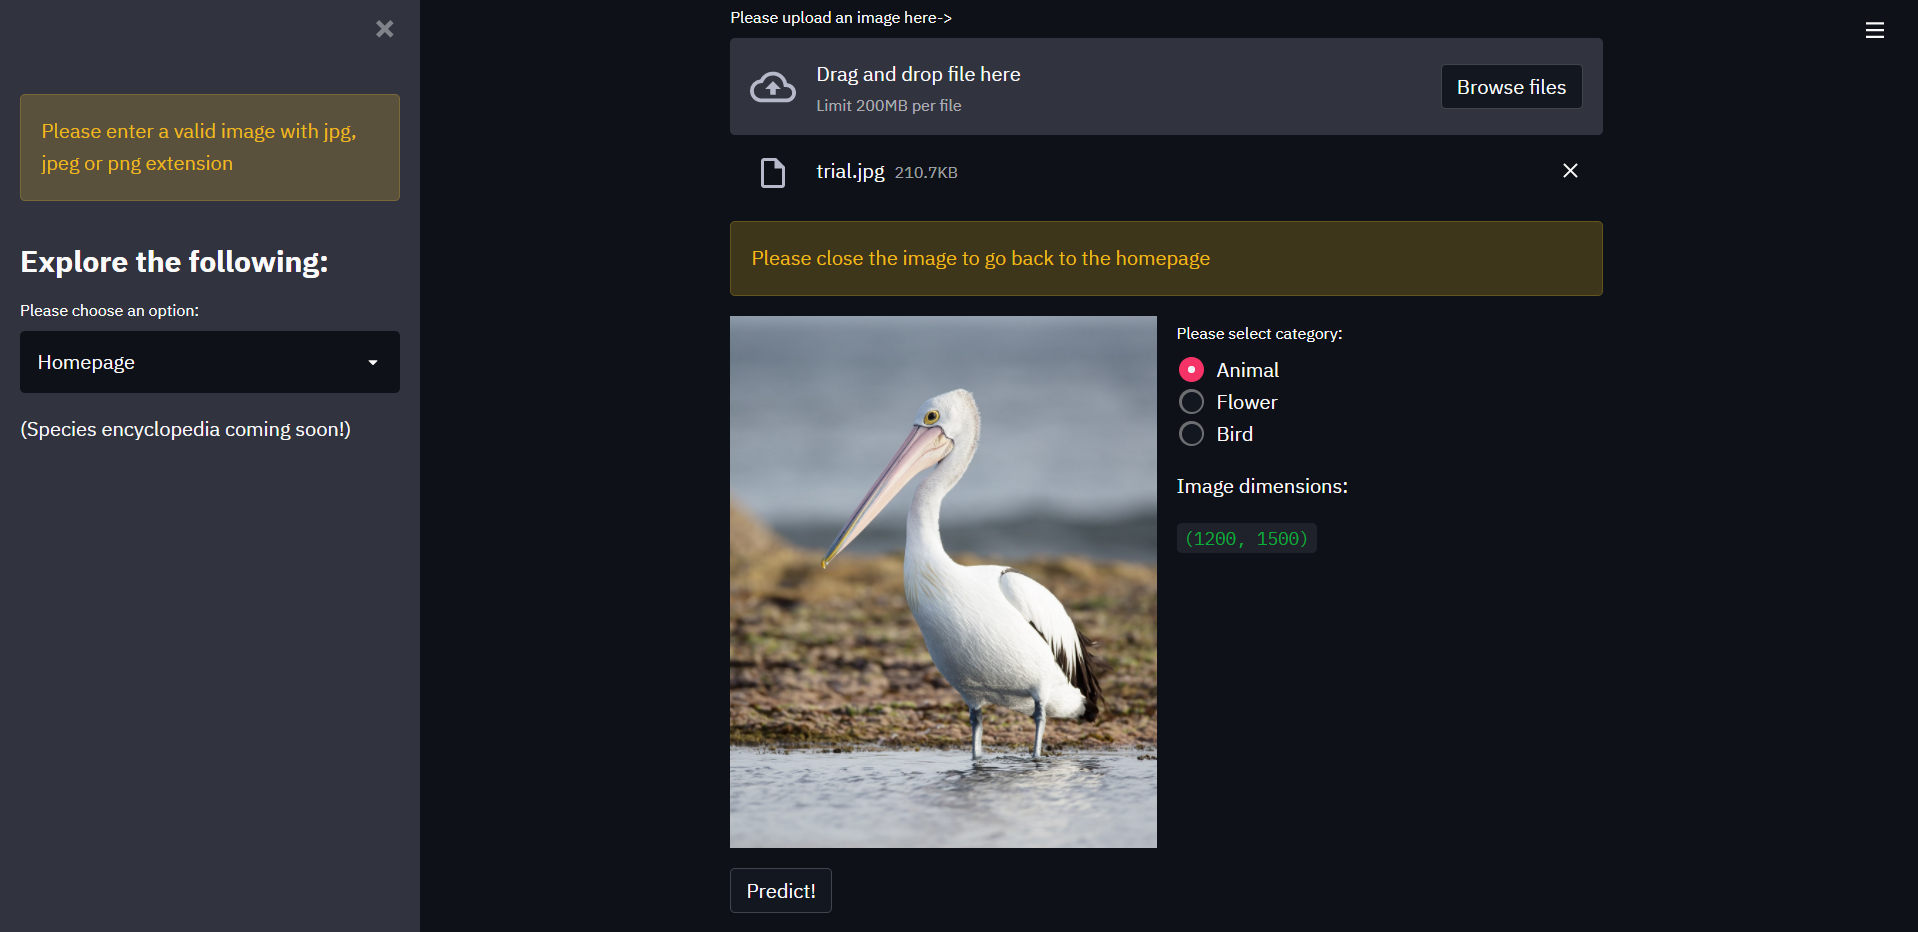 Please enter a valid image with jpg,
jpeg or png extension
Explore the following:
Please choose an option:
Homepage
(Species encyclopedia coming soon!)
Please upload an image here->
Drag and drop file here
Limit 200MB per file
Browse files
trial.jpg 210.7KB
Please close the image to go back to the homepage
Please select category:
Animal
Flower
Bird
Image dimensions:
(1200, 1500)
Predict!